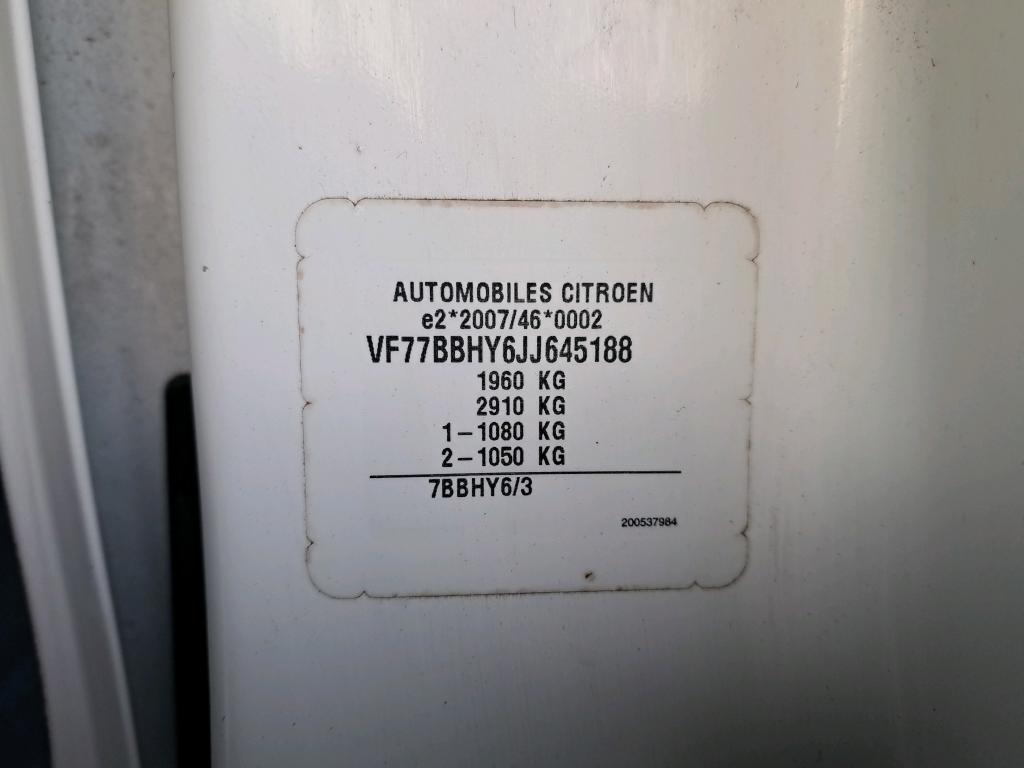 AUTOMOBILES CITROEN
e2*2007/46*0002
VF77BBHY6JJ645188
1960 KG
2910 KG
1-1080 KG
2-1050 KG
7BBHY6/3
200537984